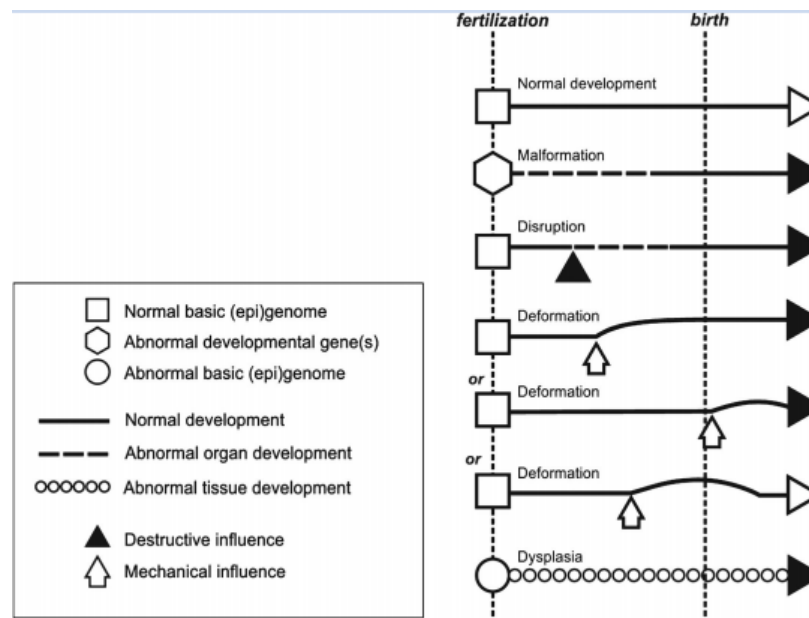 fertilization
birth
Normal development
Malformation
Disruption
Deformation
or
Deformation
or
Deformation
Dysplasia
Normal basic (epi)genome
Abnormal developmental gene(s)
Abnormal basic (epi)genome
Normal development
Abnormal organ development
Abnormal tissue development
Destructive influence
Mechanical influence